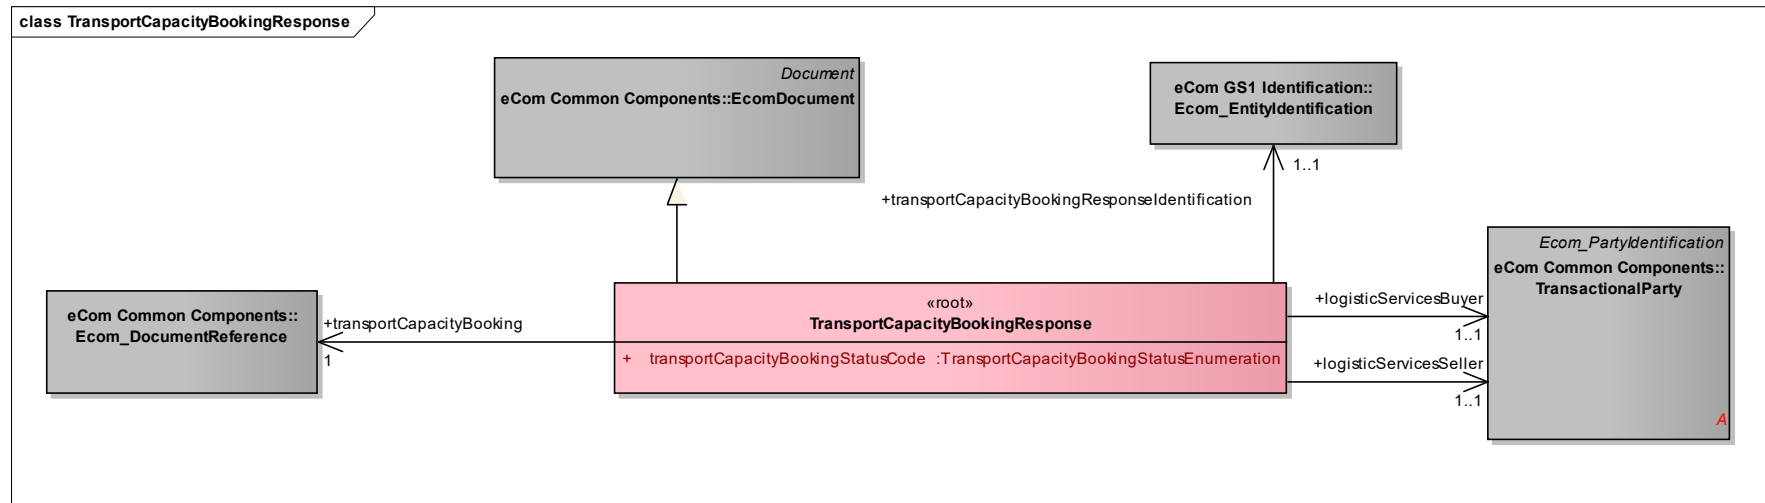 class TransportCapacityBookingResponse
Document
eCom Common Components::EcomDocument
eCom GS1 Identification::
Ecom_EntityIdentification
1..1
+transportCapacityBookingResponseIdentification
Ecom_PartyIdentification
eCom Common Components::
TransactionalParty
A
eCom Common Components::
Ecom_DocumentReference
+transportCapacityBooking
1
«root»
TransportCapacityBookingResponse
+ transportCapacityBookingStatusCode :TransportCapacityBookingStatusEnumeration
+logisticServicesBuyer
1..1
+logisticServicesSeller
1..1